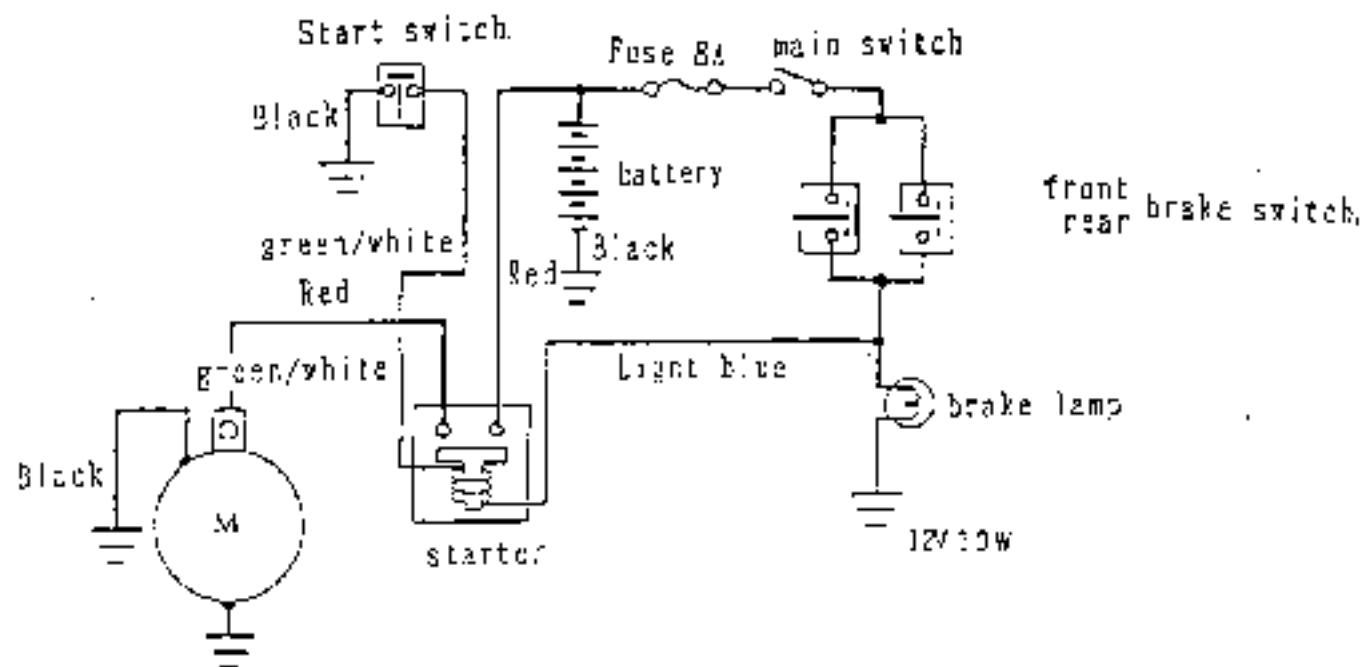 Start switch
Fuse 8A
main switch
Black
battery
front
rear
brake switch
green/white
Black
Red
Red
green/white
Light blue
brake lamp
Black
M
starter